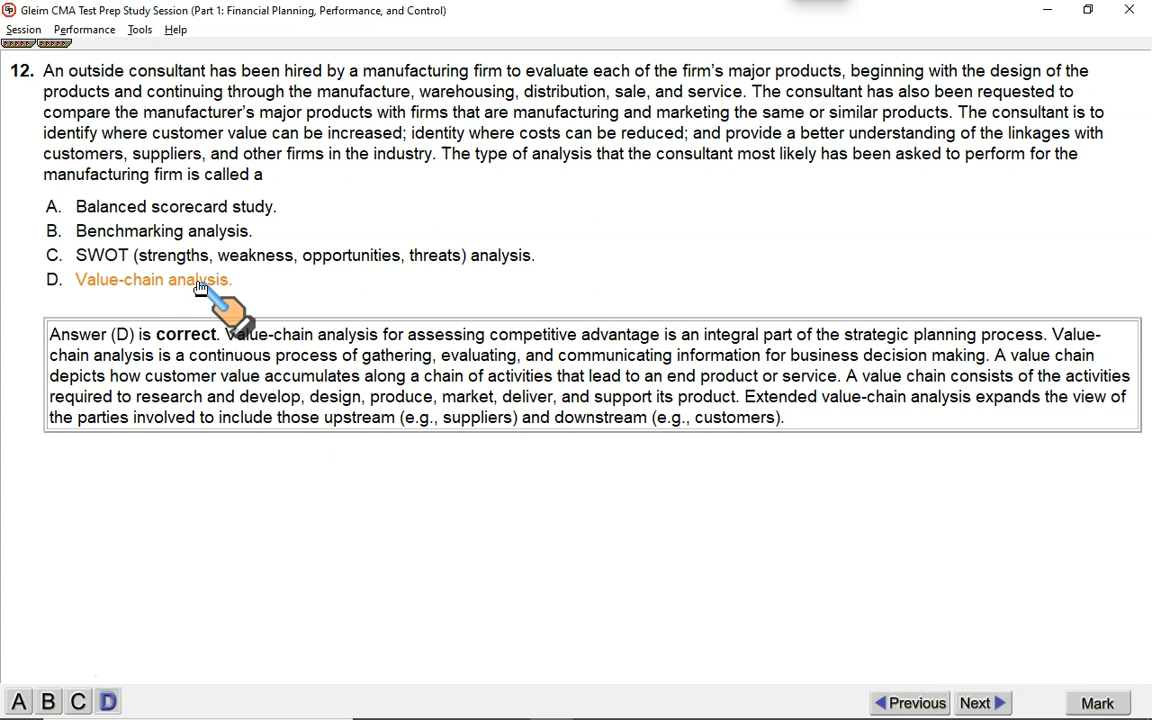 Gleim CMA Test Prep Study Session (Part 1: Financial Planning, Performance, and Control)
Session Performance Tools Help
12. An outside consultant has been hired by a manufacturing firm to evaluate each of the firm's major products, beginning with the design of the
products and continuing through the manufacture, warehousing, distribution, sale, and service. The consultant has also been requested to
compare the manufacturer's major products with firms that are manufacturing and marketing the same or similar products. The consultant is to
identify where customer value can be increased; identity where costs can be reduced; and provide a better understanding of the linkages with
customers, suppliers, and other firms in the industry. The type of analysis that the consultant most likely has been asked to perform for the
manufacturing firm is called a
A. Balanced scorecard study.
B. Benchmarking analysis.
C. SWOT (strengths, weakness, opportunities, threats) analysis.
D. Value-chain analysis.
Answer (D) is correct. Value-chain analysis for assessing competitive advantage is an integral part of the strategic planning process. Value-
chain analysis is a continuous process of gathering, evaluating, and communicating information for business decision making. A value chain
depicts how customer value accumulates along a chain of activities that lead to an end product or service. A value chain consists of the activities
required to research and develop, design, produce, market, deliver, and support its product. Extended value-chain analysis expands the view of
the parties involved to include those upstream (e.g., suppliers) and downstream (e.g., customers).
A B C D Previous Next Mark